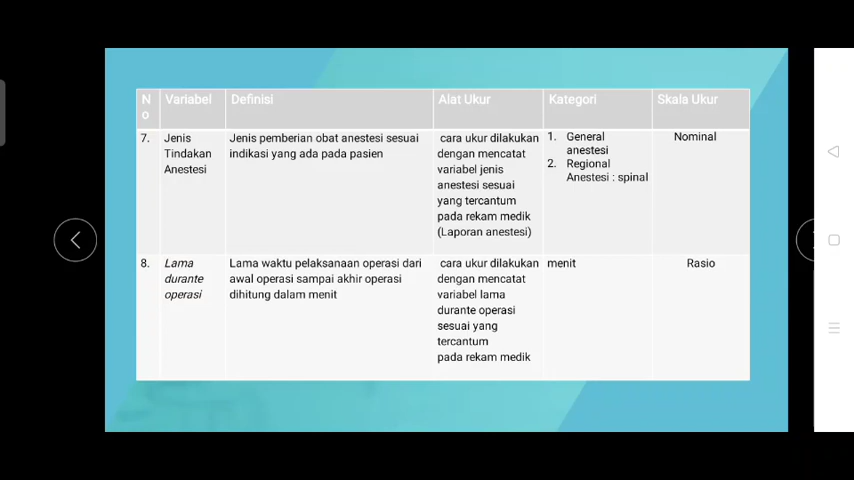 N
o
Variabel
Definisi
Alat Ukur
Kategori
Skala Ukur
7.
Jenis
Tindakan
Anestesi
Jenis pemberian obat anestesi sesuai
indikasi yang ada pada pasien
cara ukur dilakukan
dengan mencatat
variabel jenis
anestesi sesuai
yang tercantum
pada rekam medik
(Laporan anestesi)
1. General
anestesi
2. Regional
Anestesi : spinal
Nominal
8.
Lama
durante
operasi
Lama waktu pelaksanaan operasi dari
awal operasi sampai akhir operasi
dihitung dalam menit
cara ukur dilakukan
dengan mencatat
variabel lama
durante operasi
sesuai yang
tercantum
pada rekam medik
menit
Rasio